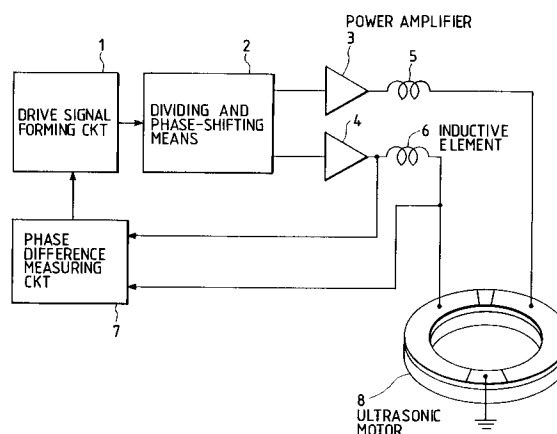 POWER AMPLIFIER
1
2
3
5
DRIVE SIGNAL
FORMING CKT
DIVIDING AND
PHASE-SHIFTING
MEANS
4
6 INDUCTIVE
ELEMENT
PHASE
DIFFERENCE
MEASURING
CKT
7
8
ULTRASONIC
MOTOR